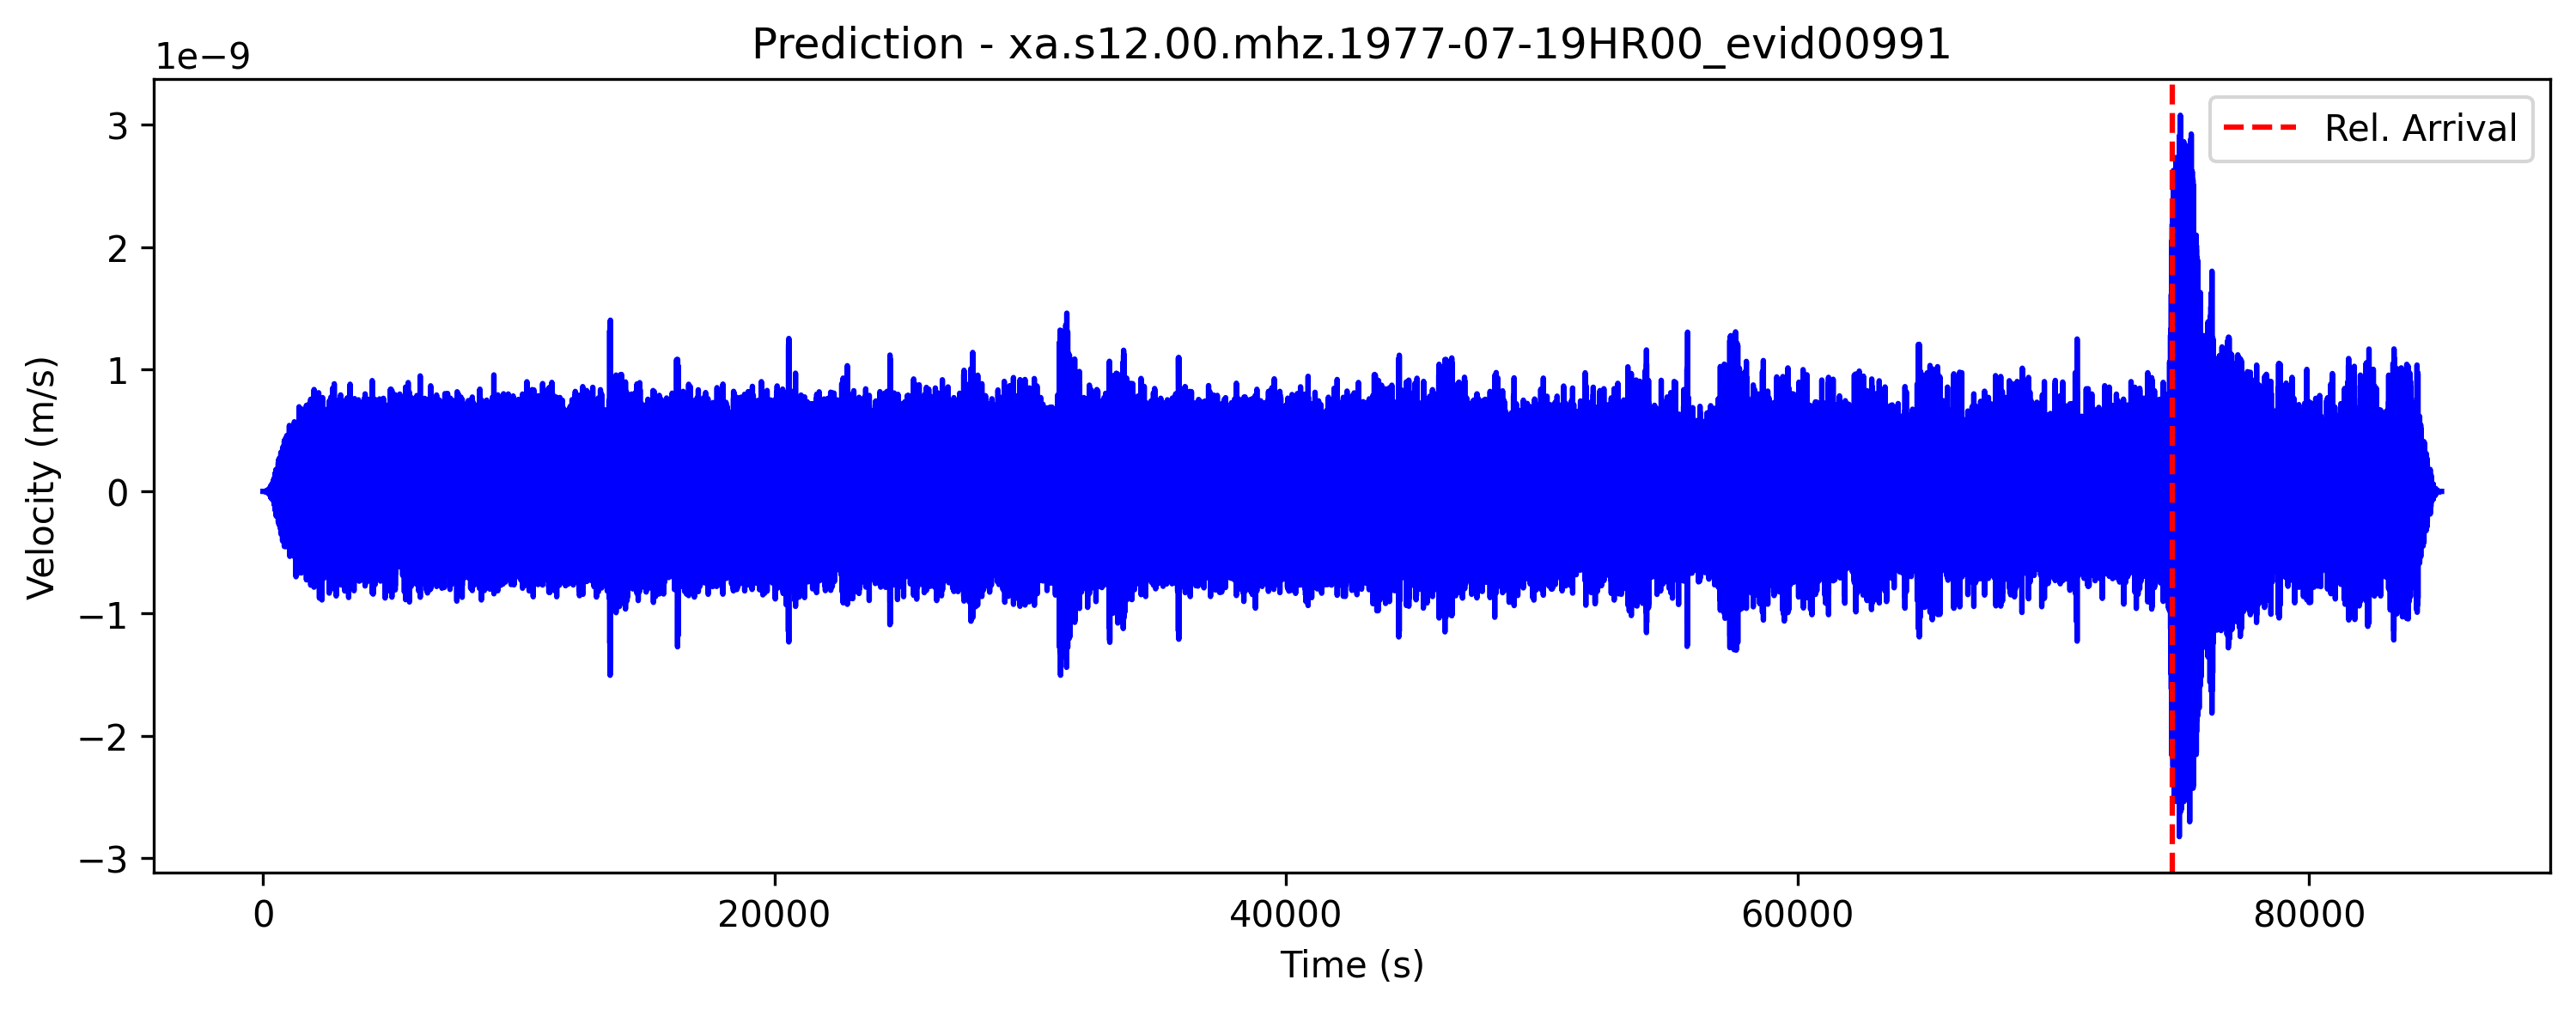 Prediction - xa.s12.00.mhz.1977-07-19HR00_evid00991
1e−9
Rel. Arrival
3
2
1
0
−1
−2
−3
Velocity (m/s)
0 20000 40000 60000 80000
Time (s)